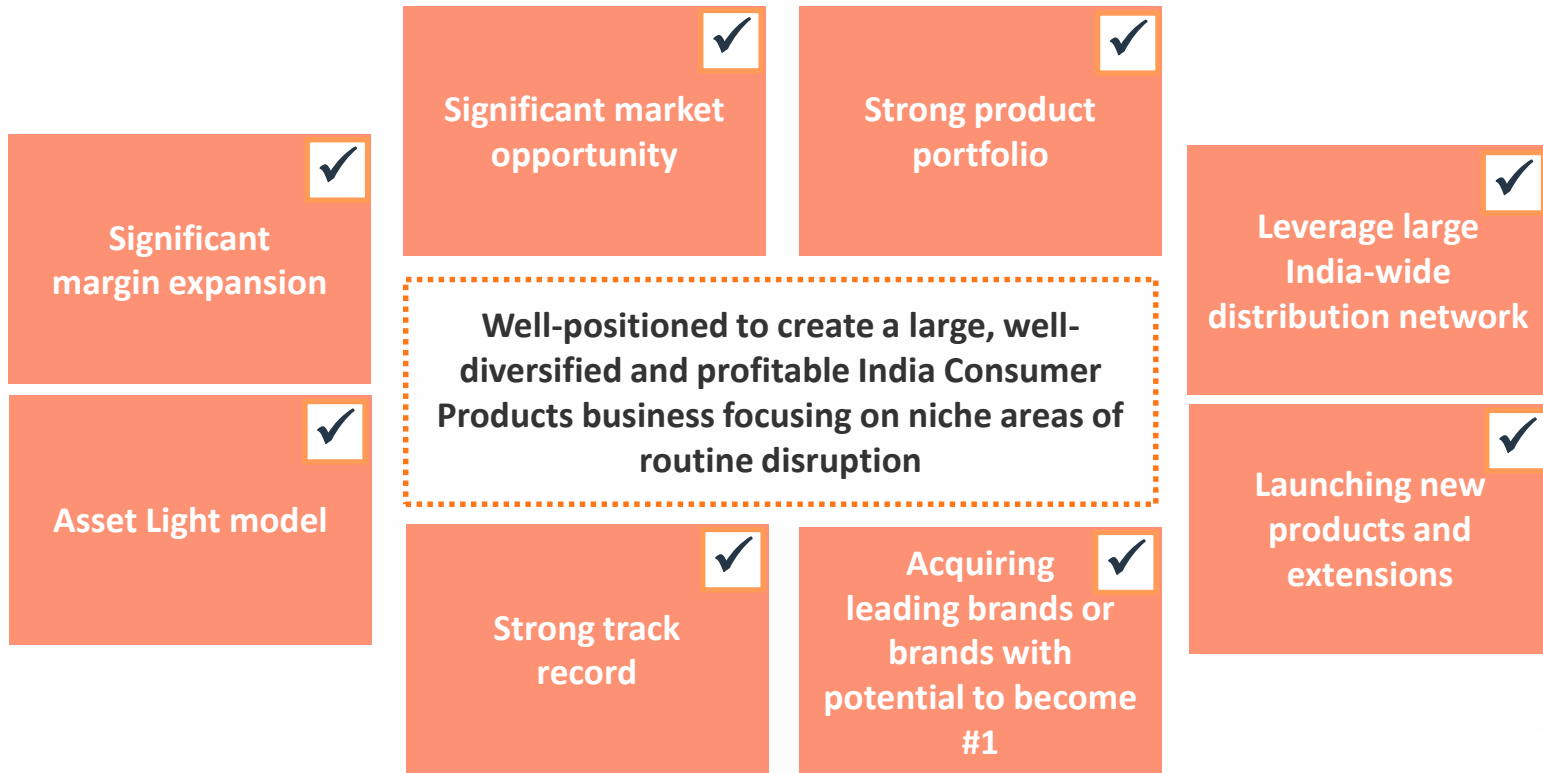 Significant market
opportunity
Strong product
portfolio
Significant
margin expansion
Leverage large
India-wide
distribution network
Well-positioned to create a large, well-
diversified and profitable India Consumer
Products business focusing on niche areas of
routine disruption
Asset Light model
Launching new
products and
extensions
Strong track
record
Acquiring
leading brands or
brands with
potential to become
#1